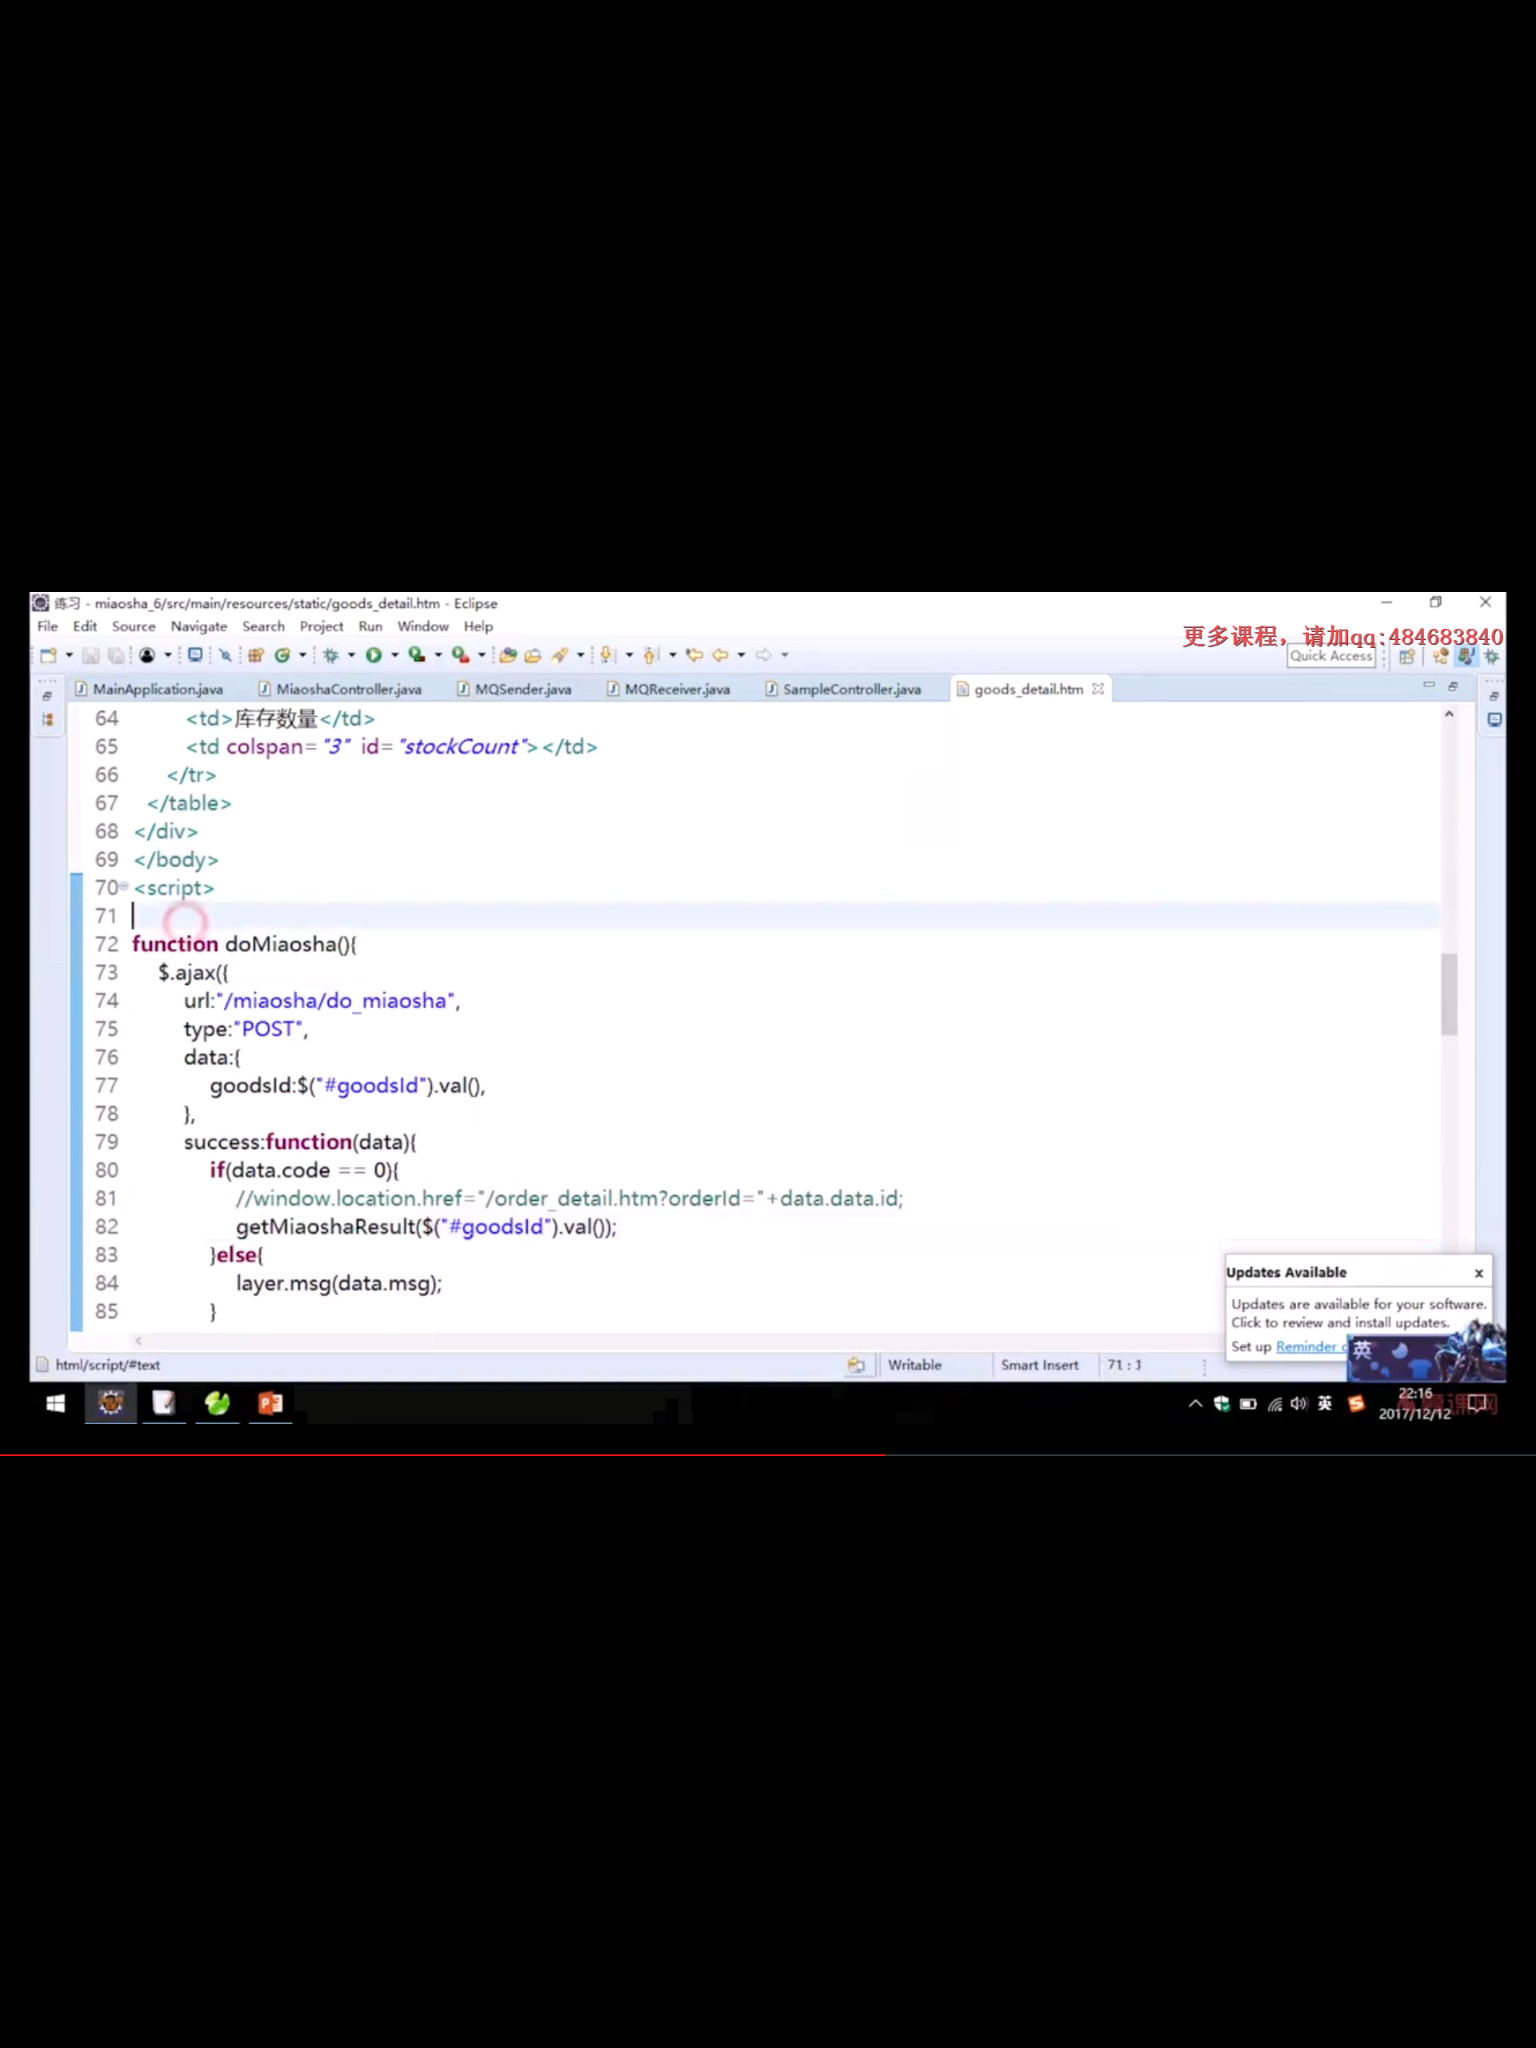 练习 - miaosha_6/src/main/resources/static/goods_detail.htm - Eclipse
File Edit Source Navigate Search Project Run Window Help
更多课程，请加qq:484683840
Quick Access
MainApplication.java MiaoshaController.java MQSender.java MQReceiver.java SampleController.java goods_detail.htm
64 <td>库存数量</td>
65 <td colspan="3" id="stockCount"></td>
66 </tr>
67 </table>
68 </div>
69 </body>
70 <script>
71
72 function doMiaosha(){
73 $.ajax({
74 url:"/miaosha/do_miaosha",
75 type:"POST",
76 data:{
77 goodsId:$("#goodsId").val(),
78 },
79 success:function(data){
80 if(data.code == 0){
81 //window.location.href="/order_detail.htm?orderId="+data.data.id;
82 getMiaoshaResult($("#goodsId").val());
83 }else{
84 layer.msg(data.msg);
85 }
Updates Available x
Updates are available for your software.
Click to review and install updates.
Set up Reminder
英
html/script/#text Writable Smart Insert 71 : 1
英 22:16
2017/12/12